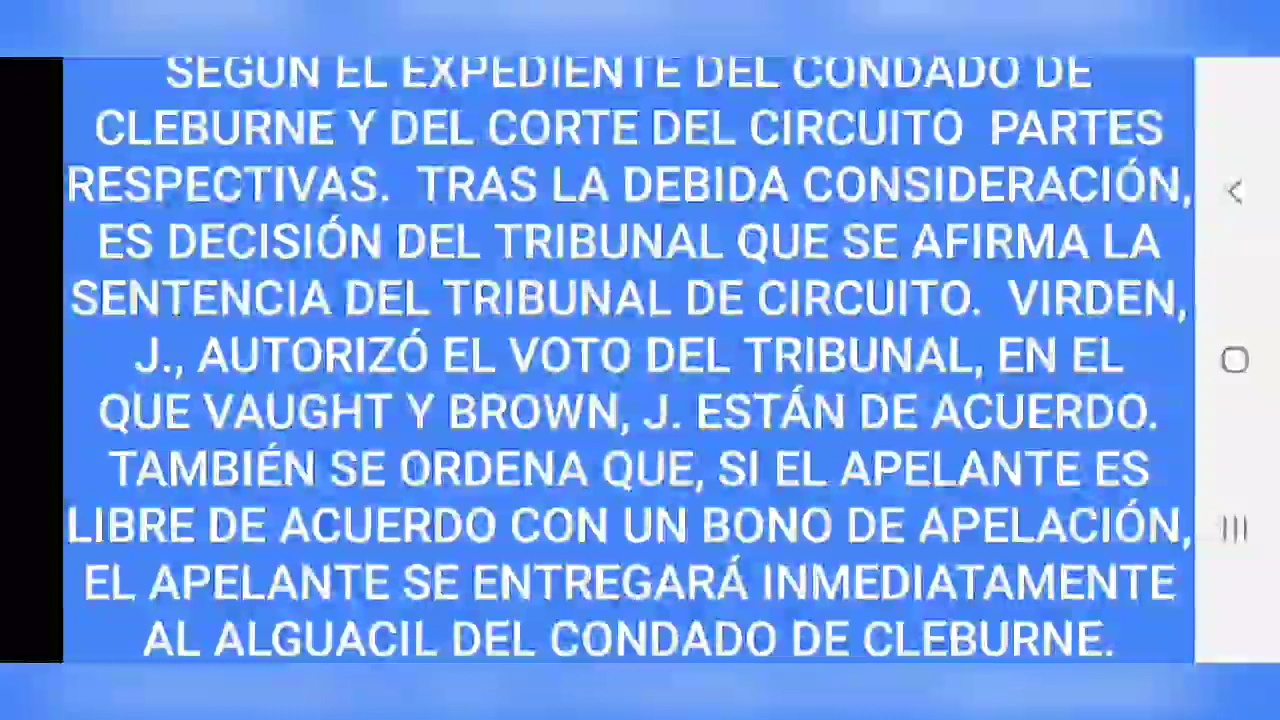 SEGÚN EL EXPEDIENTE DEL CONDADO DE
CLEBURNE Y DEL CORTE DEL CIRCUITO PARTES
RESPECTIVAS. TRAS LA DEBIDA CONSIDERACIÓN,
ES DECISIÓN DEL TRIBUNAL QUE SE AFIRMA LA
SENTENCIA DEL TRIBUNAL DE CIRCUITO. VIRDEN,
J., AUTORIZÓ EL VOTO DEL TRIBUNAL, EN EL
QUE VAUGHT Y BROWN, J. ESTÁN DE ACUERDO.
TAMBIÉN SE ORDENA QUE, SI EL APELANTE ES
LIBRE DE ACUERDO CON UN BONO DE APELACIÓN,
EL APELANTE SE ENTREGARÁ INMEDIATAMENTE
AL ALGUACIL DEL CONDADO DE CLEBURNE.